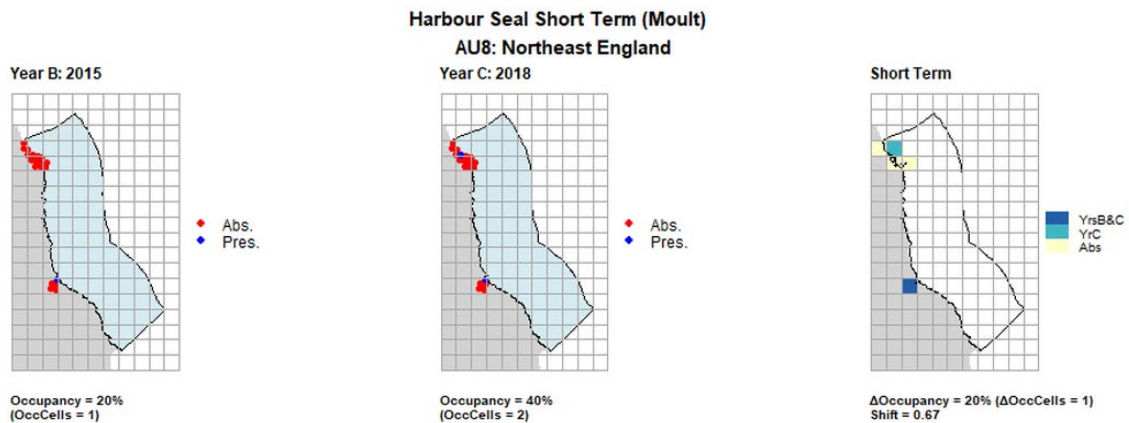 Harbour Seal Short Term (Moult)
AU8: Northeast England
Year B: 2015
Abs.
Pres.
Occupancy = 20%
(OccCells = 1)
Year C: 2018
Abs.
Pres.
Occupancy = 40%
(OccCells = 2)
Short Term
YrsB&C
YrC
Abs
ΔOccupancy = 20% (ΔOccCells = 1)
Shift = 0.67